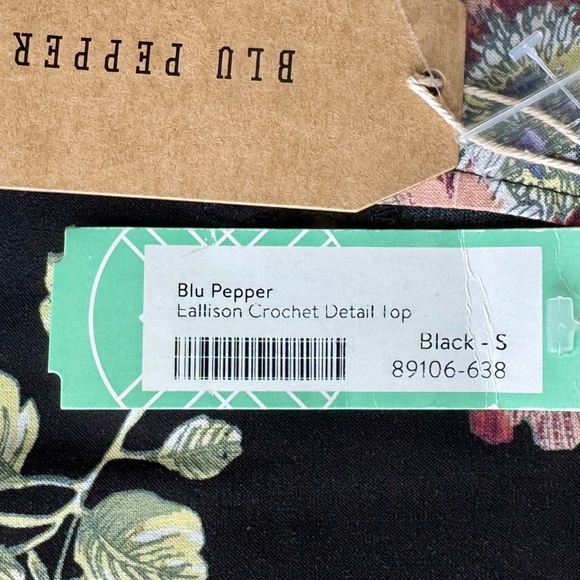 BLU PEPPER
Blu Pepper
Eallison Crochet Detail Top
Black - S
89106-638